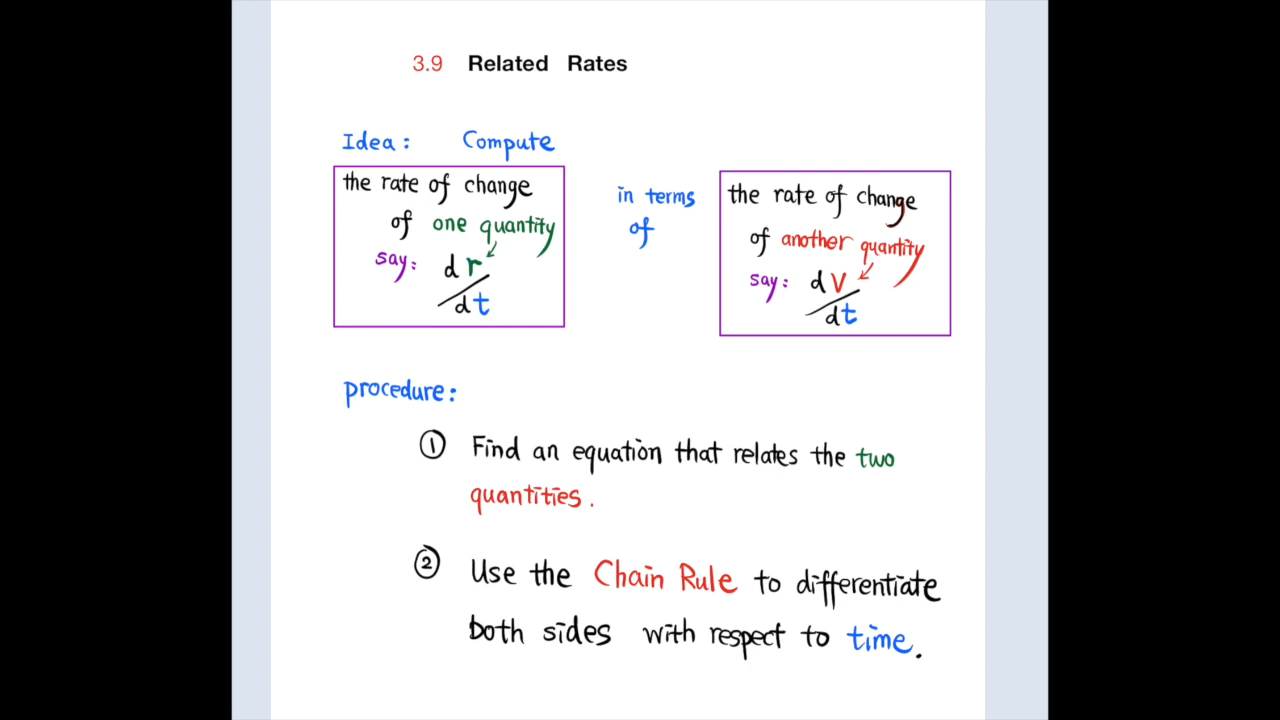 3.9 Related Rates
Idea: Compute
the rate of change
of one quantity
say: dr/dt
in terms
of
the rate of change
of another quantity
say: dV/dt
procedure:
① Find an equation that relates the two
quantities.
② Use the Chain Rule to differentiate
both sides with respect to time.